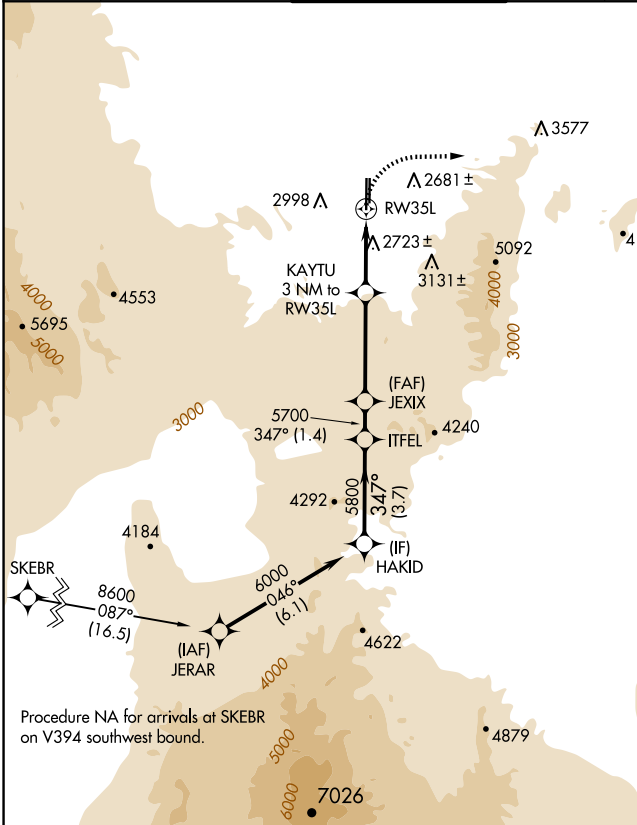 3577
2998
2681±
RW35L
2723±
KAYTU
3 NM to
RW35L
3131±
5092
4
4000
3000
4000
4553
5695
5000
3000
(FAF)
JEXIX
5700
347° (1.4)
ITFEL
4240
4292
5800
347°
(3.7)
4184
(IF)
HAKID
SKEBR
8600
087°
(16.5)
6000
046°
(6.1)
(IAF)
JERAR
4622
4000
Procedure NA for arrivals at SKEBR
on V394 southwest bound.
5000
4879
6000
7026